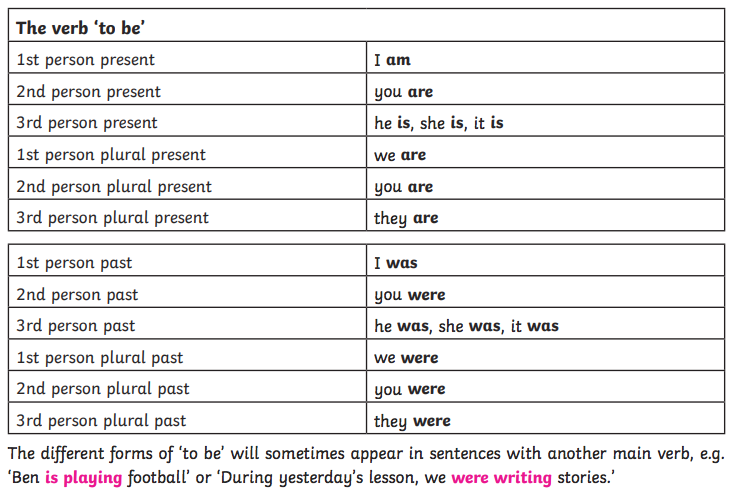 The verb ‘to be’
1st person present I am
2nd person present you are
3rd person present he is, she is, it is
1st person plural present we are
2nd person plural present you are
3rd person plural present they are
1st person past I was
2nd person past you were
3rd person past he was, she was, it was
1st person plural past we were
2nd person plural past you were
3rd person plural past they were
The different forms of ‘to be’ will sometimes appear in sentences with another main verb, e.g.
‘Ben is playing football’ or ‘During yesterday’s lesson, we were writing stories.’